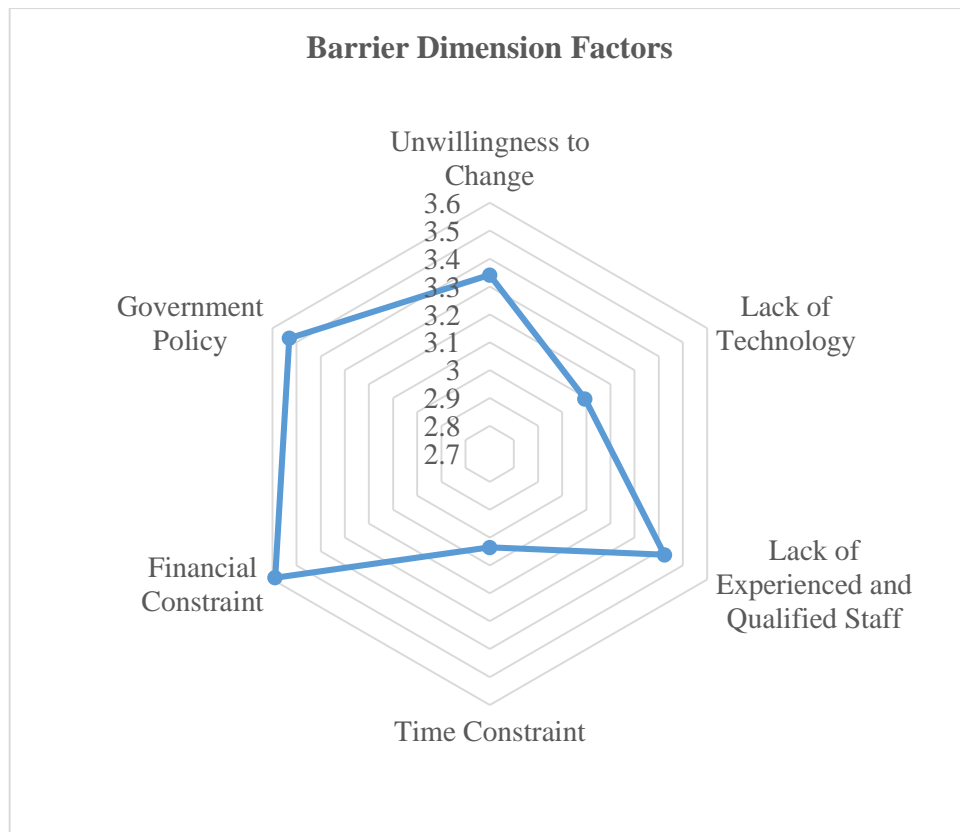 Barrier Dimension Factors
Unwillingness to
Change
3.6
3.5
3.4
3.3
3.2
3.1
3
2.9
2.8
2.7
Government
Policy
Lack of
Technology
Financial
Constraint
Lack of
Experienced and
Qualified Staff
Time Constraint